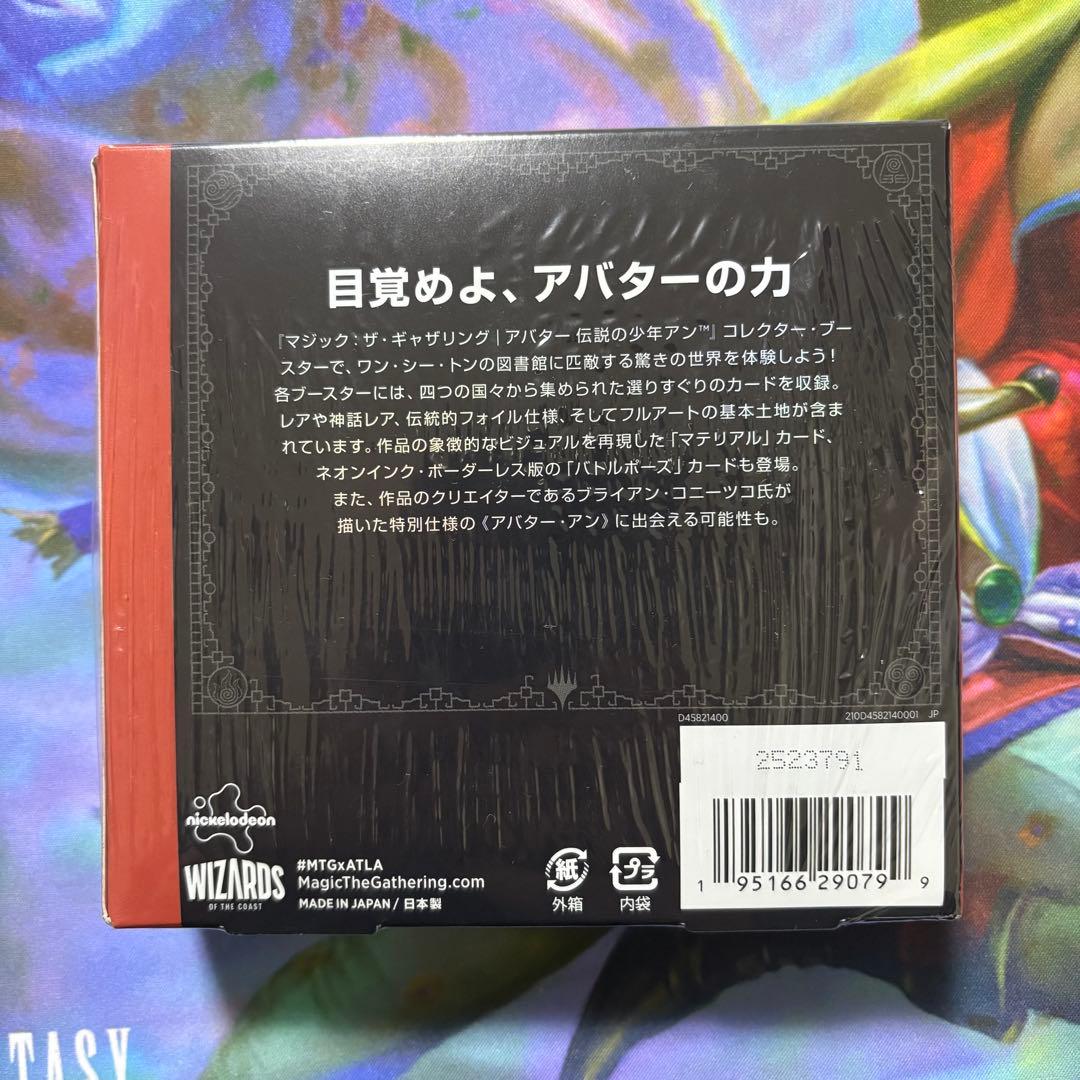 目覚めよ、アバターの力
『マジック：ザ・ギャザリング｜アバター 伝説の少年アン™』コレクター・ブー
スターで、ワン・シー・トンの図書館に匹敵する驚きの世界を体験しよう！
各ブースターには、四つの国々から集められた選りすぐりのカードを収録。
レアや神話レア、伝統的フォイル仕様、そしてフルアートの基本土地が含ま
れています。作品の象徴的なビジュアルを再現した「マテリアル」カード、
ネオンインク・ボーダーレス版の「バトルポーズ」カードも登場。
また、作品のクリエイターであるブライアン・コニーツコ氏が
描いた特別仕様の《アバター・アン》に出会える可能性も。
D45821400 210D4582140001 JP
2523791
nickelodeon
WIZARDS
OF THE COAST
#MTGxATLA
MagicTheGathering.com
MADE IN JAPAN / 日本製
紙
外箱
プラ
内袋
1 95166 29079 9
TASY